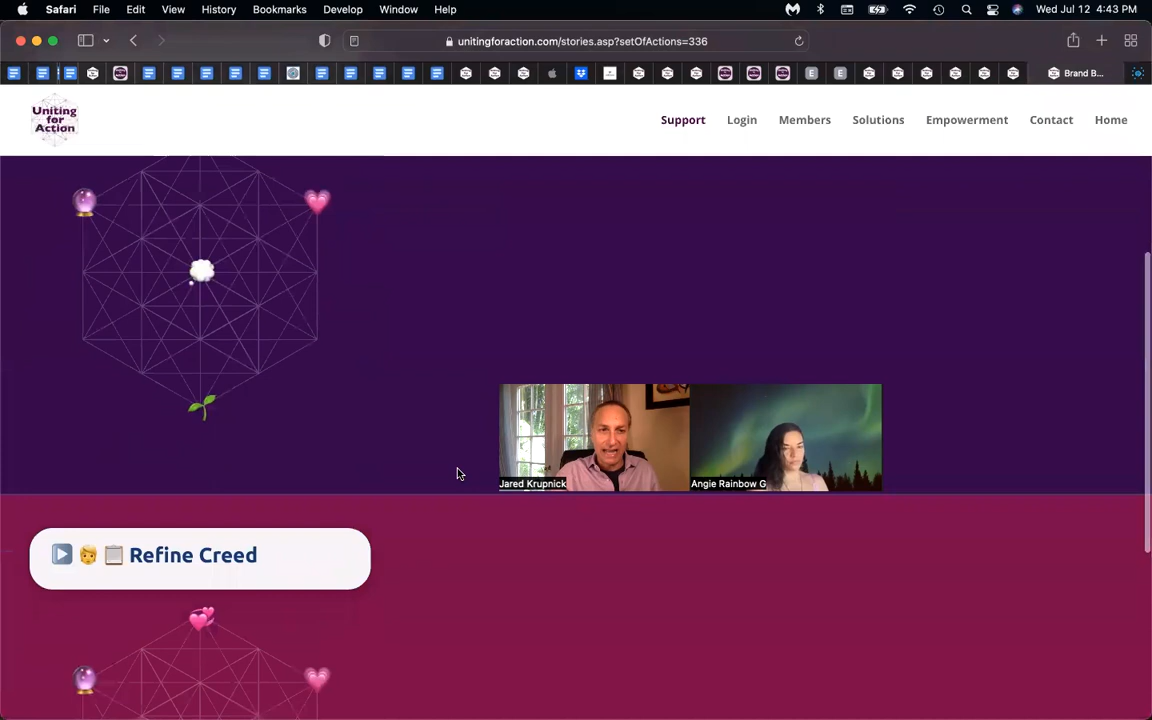 Safari File Edit View History Bookmarks Develop Window Help Wed Jul 12 4:43 PM
unitingforaction.com/stories.asp?setOfActions=336
E E Brand B...
Uniting
for
Action
Support Login Members Solutions Empowerment Contact Home
Jared Krupnick Angie Rainbow G
Refine Creed